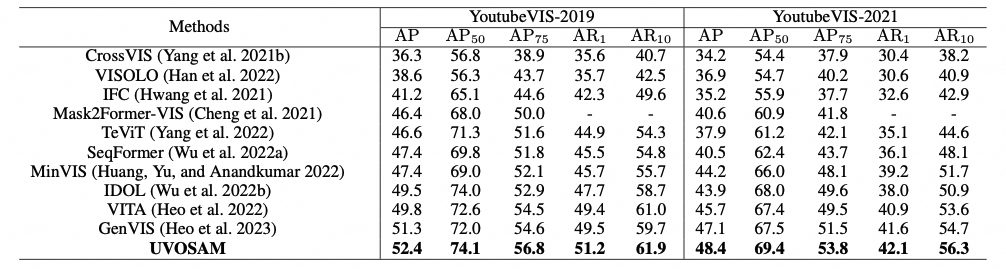 Methods YoutubeVIS-2019 YoutubeVIS-2021
AP AP50 AP75 AR1 AR10 AP AP50 AP75 AR1 AR10
CrossVIS (Yang et al. 2021b) 36.3 56.8 38.9 35.6 40.7 34.2 54.4 37.9 30.4 38.2
VISOLO (Han et al. 2022) 38.6 56.3 43.7 35.7 42.5 36.9 54.7 40.2 30.6 40.9
IFC (Hwang et al. 2021) 41.2 65.1 44.6 42.3 49.6 35.2 55.9 37.7 32.6 42.9
Mask2Former-VIS (Cheng et al. 2021) 46.4 68.0 50.0 - - 40.6 60.9 41.8 - -
TeViT (Yang et al. 2022) 46.6 71.3 51.6 44.9 54.3 37.9 61.2 42.1 35.1 44.6
SeqFormer (Wu et al. 2022a) 47.4 69.8 51.8 45.5 54.8 40.5 62.4 43.7 36.1 48.1
MinVIS (Huang, Yu, and Anandkumar 2022) 47.4 69.0 52.1 45.7 55.7 44.2 66.0 48.1 39.2 51.7
IDOL (Wu et al. 2022b) 49.5 74.0 52.9 47.7 58.7 43.9 68.0 49.6 38.0 50.9
VITA (Heo et al. 2022) 49.8 72.6 54.5 49.4 61.0 45.7 67.4 49.5 40.9 53.6
GenVIS (Heo et al. 2023) 51.3 72.0 54.6 49.5 59.7 47.1 67.5 51.5 41.6 54.7
UVOSAM 52.4 74.1 56.8 51.2 61.9 48.4 69.4 53.8 42.1 56.3